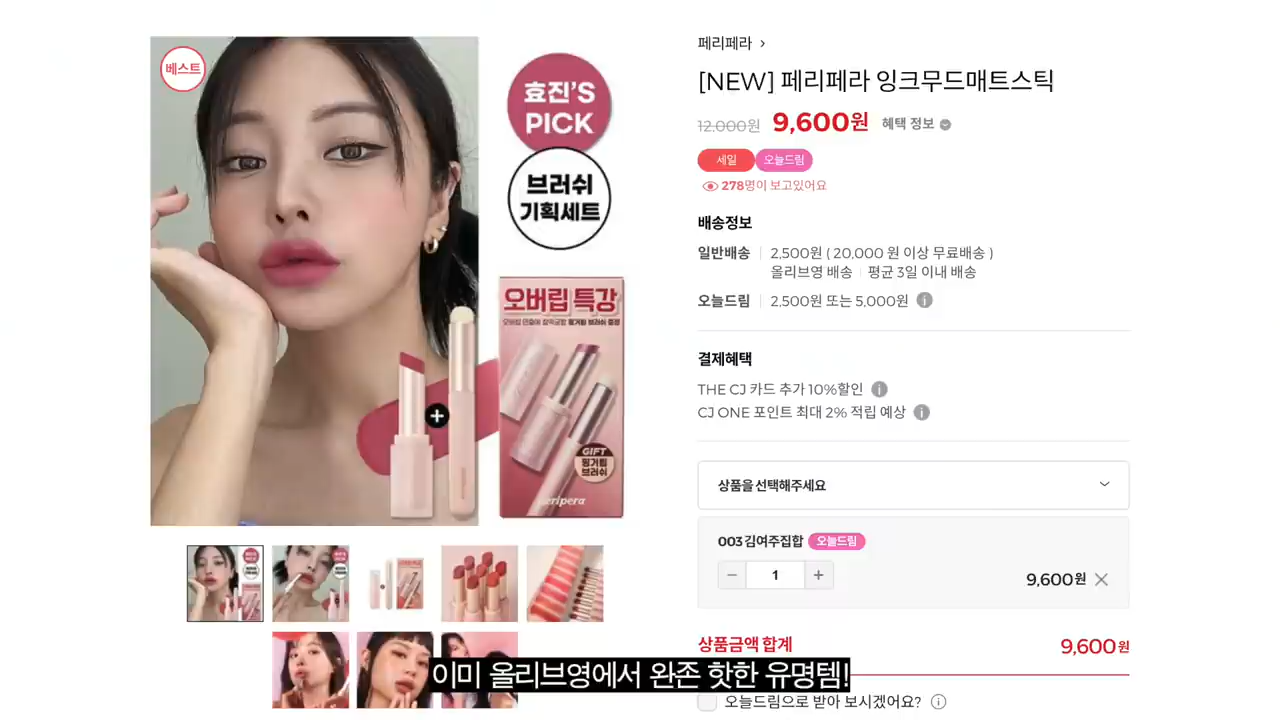 베스트
효진'S
PICK
브러쉬
기획세트
오버립 특강
GIFT
핑거립
브러쉬
peripera
페리페라 >
[NEW] 페리페라 잉크무드매트스틱
12,000원 9,600원 혜택 정보
세일 오늘드림
278명이 보고있어요
배송정보
일반배송 2,500원 ( 20,000 원 이상 무료배송 )
올리브영 배송 평균 3일 이내 배송
오늘드림 2,500원 또는 5,000원
결제혜택
THE CJ 카드 추가 10%할인
CJ ONE 포인트 최대 2% 적립 예상
상품을 선택해주세요
003 김여주집합 오늘드림
− 1 +
9,600원
상품금액 합계 9,600원
이미 올리브영에서 완존 핫한 유명템!
오늘드림으로 받아 보시겠어요?